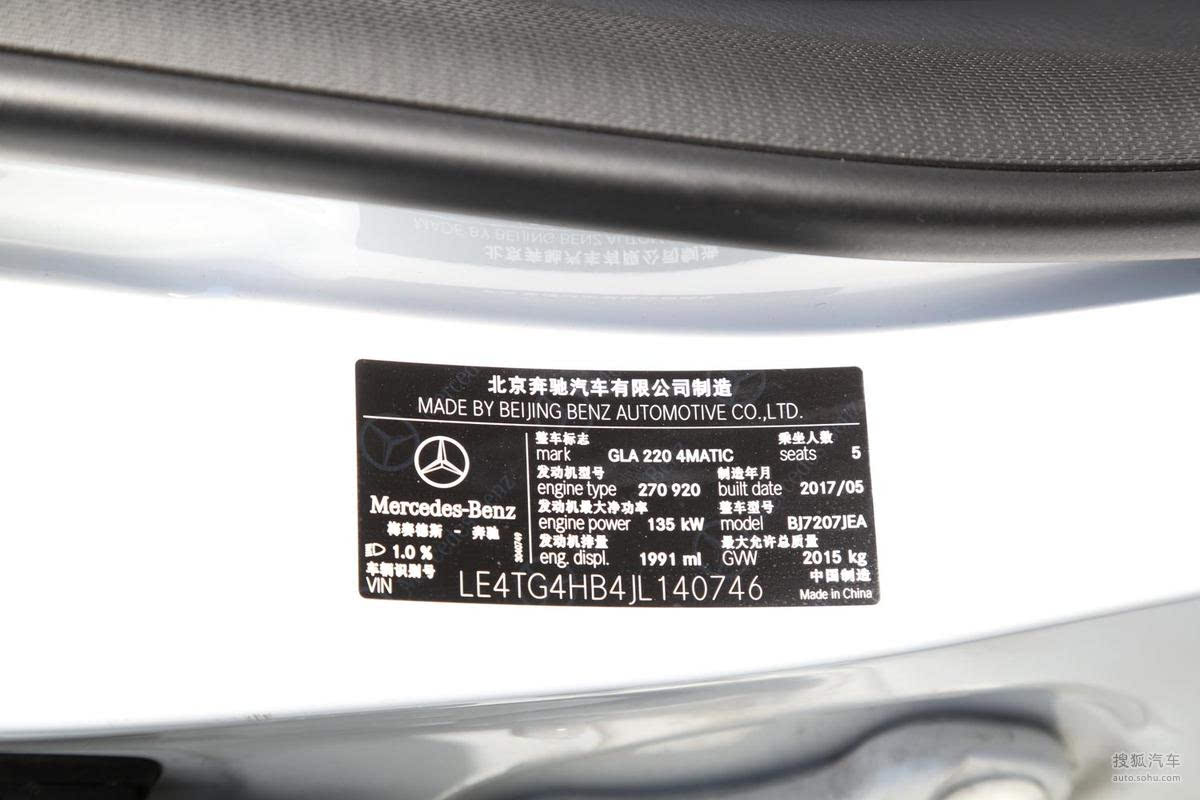 北京奔驰汽车有限公司制造
MADE BY BEIJING BENZ AUTOMOTIVE CO.,LTD.
Mercedes-Benz
梅赛德斯 - 奔驰
1.0 %
3040749
整车标志 乘坐人数
mark GLA 220 4MATIC seats 5
发动机型号 制造年月
engine type 270 920 built date 2017/05
发动机最大净功率 整车型号
engine power 135 kW model BJ7207JEA
发动机排量 最大允许总质量
eng. displ. 1991 ml GVW 2015 kg
车辆识别号 中国制造
VIN LE4TG4HB4JL140746 Made in China
搜狐汽车
auto.sohu.com